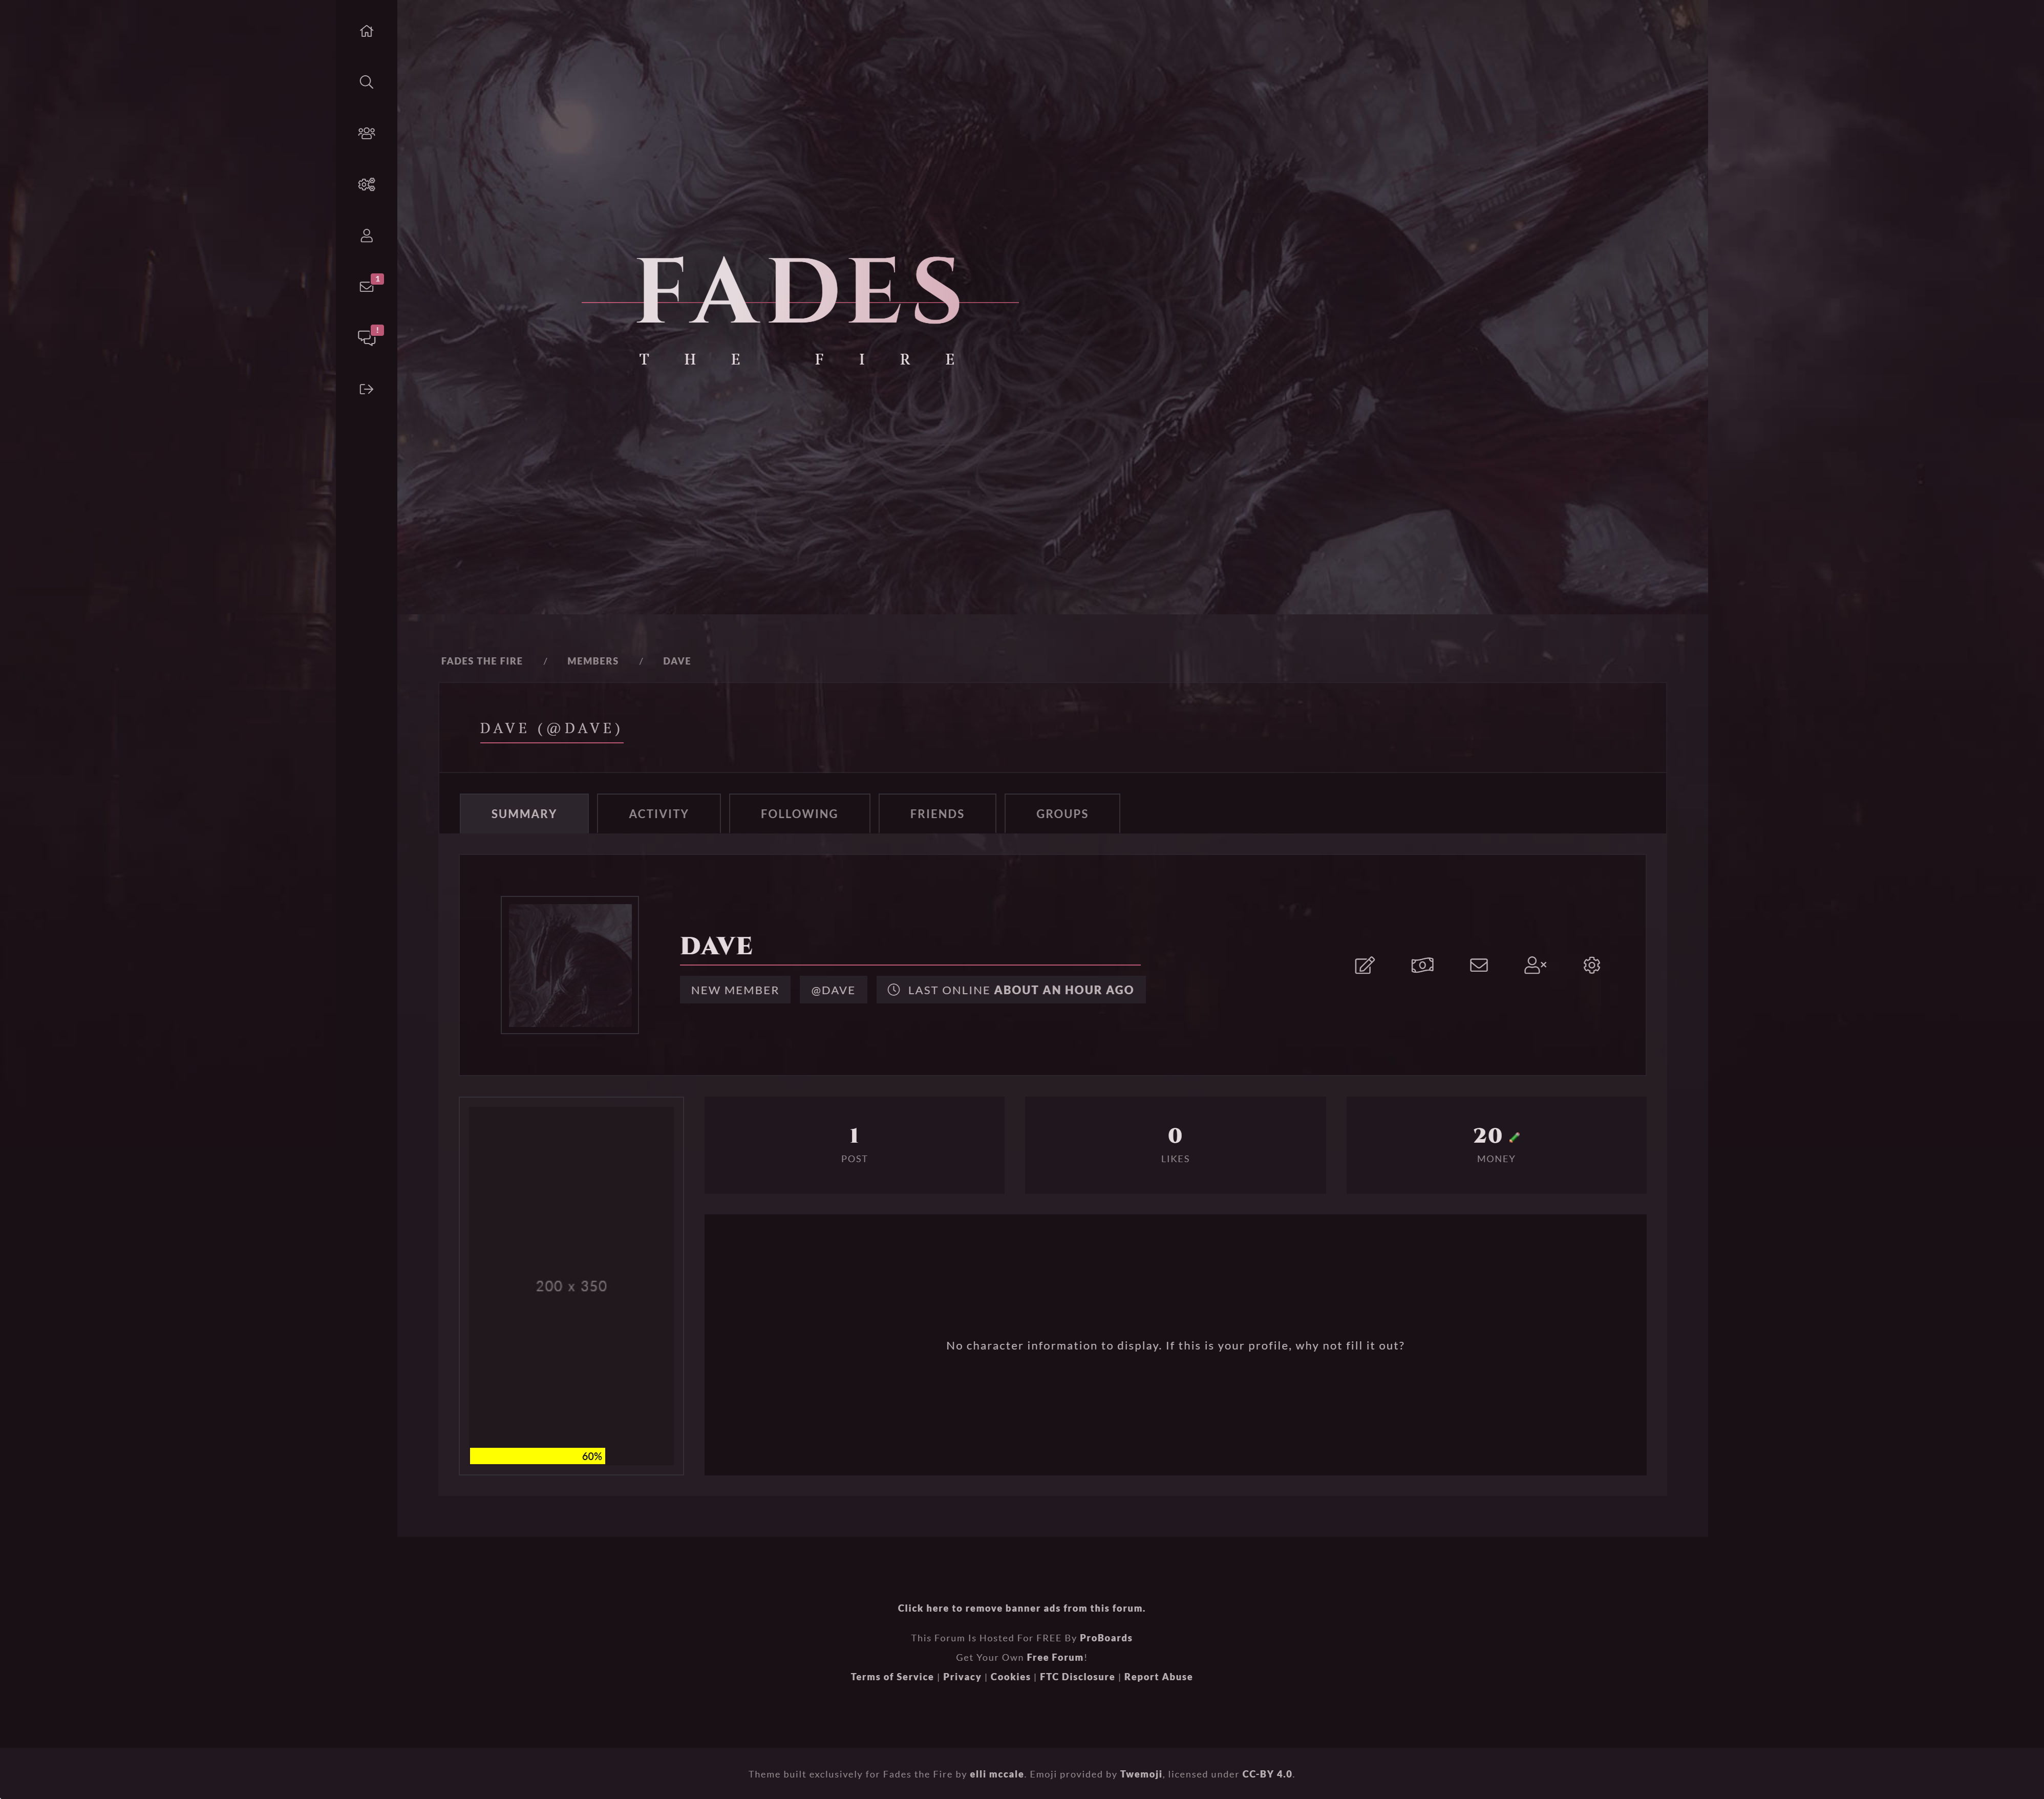 1
!
FADES
THE FIRE
FADES THE FIRE / MEMBERS / DAVE
DAVE (@DAVE)
SUMMARY ACTIVITY FOLLOWING FRIENDS GROUPS
DAVE
NEW MEMBER @DAVE LAST ONLINE ABOUT AN HOUR AGO
1 0 20
POST LIKES MONEY
200 x 350
No character information to display. If this is your profile, why not fill it out?
60%
Click here to remove banner ads from this forum.
This Forum Is Hosted For FREE By ProBoards
Get Your Own Free Forum!
Terms of Service | Privacy | Cookies | FTC Disclosure | Report Abuse
Theme built exclusively for Fades the Fire by elli mccale. Emoji provided by Twemoji, licensed under CC-BY 4.0.